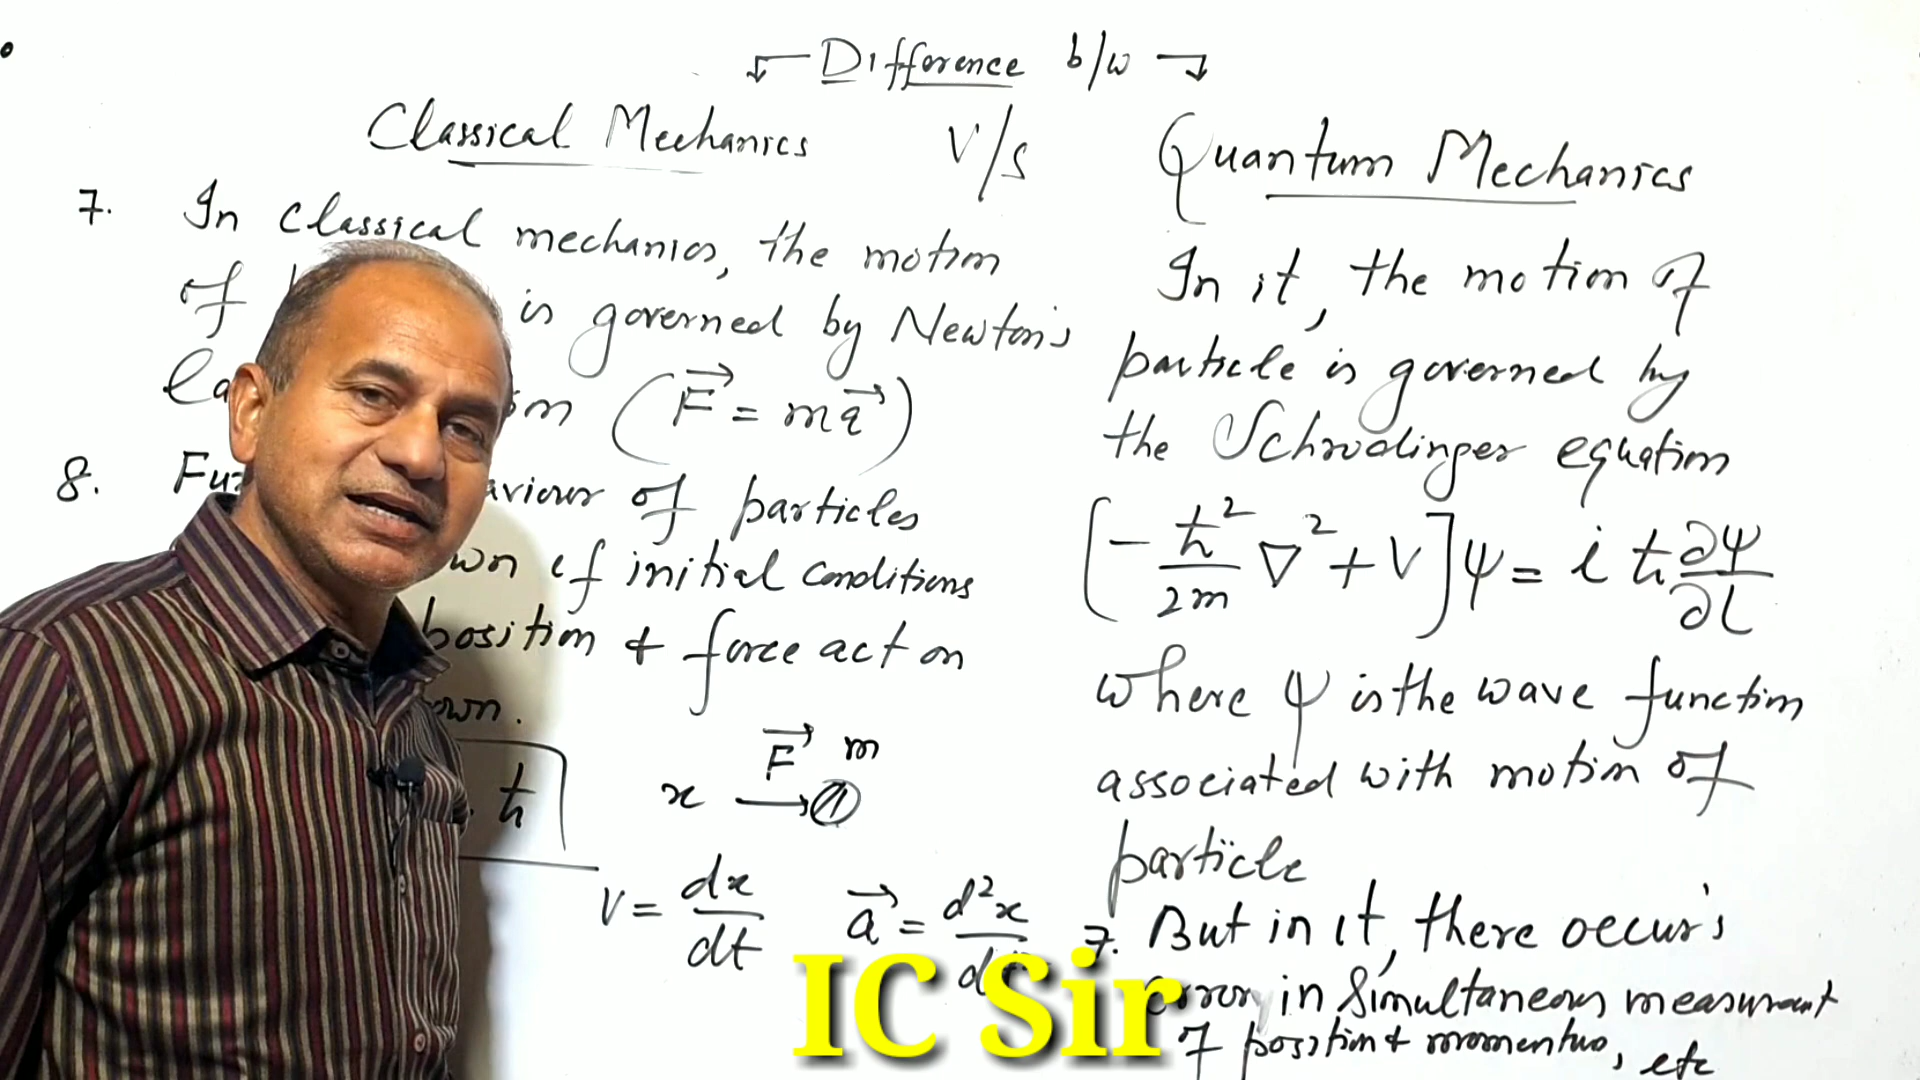 Difference b/w
Classical Mechanics V/s Quantum Mechanics
7. In classical mechanics, the motion
of is governed by Newton's
(F⃗ = ma⃗)
8. of particles
if initial conditions
position & force act on
ħ
x F⃗ m
V = dx/dt a⃗ = d²x/
In it, the motion of
particle is governed by
the Schrodinger equation
[-ħ²/2m ∇² + V]ψ = iħ ∂ψ/∂t
where ψ is the wave function
associated with motion of
particle
7. But in it, there occur's
error in Simultaneous measurment
of position & momentum, etc
IC Sir